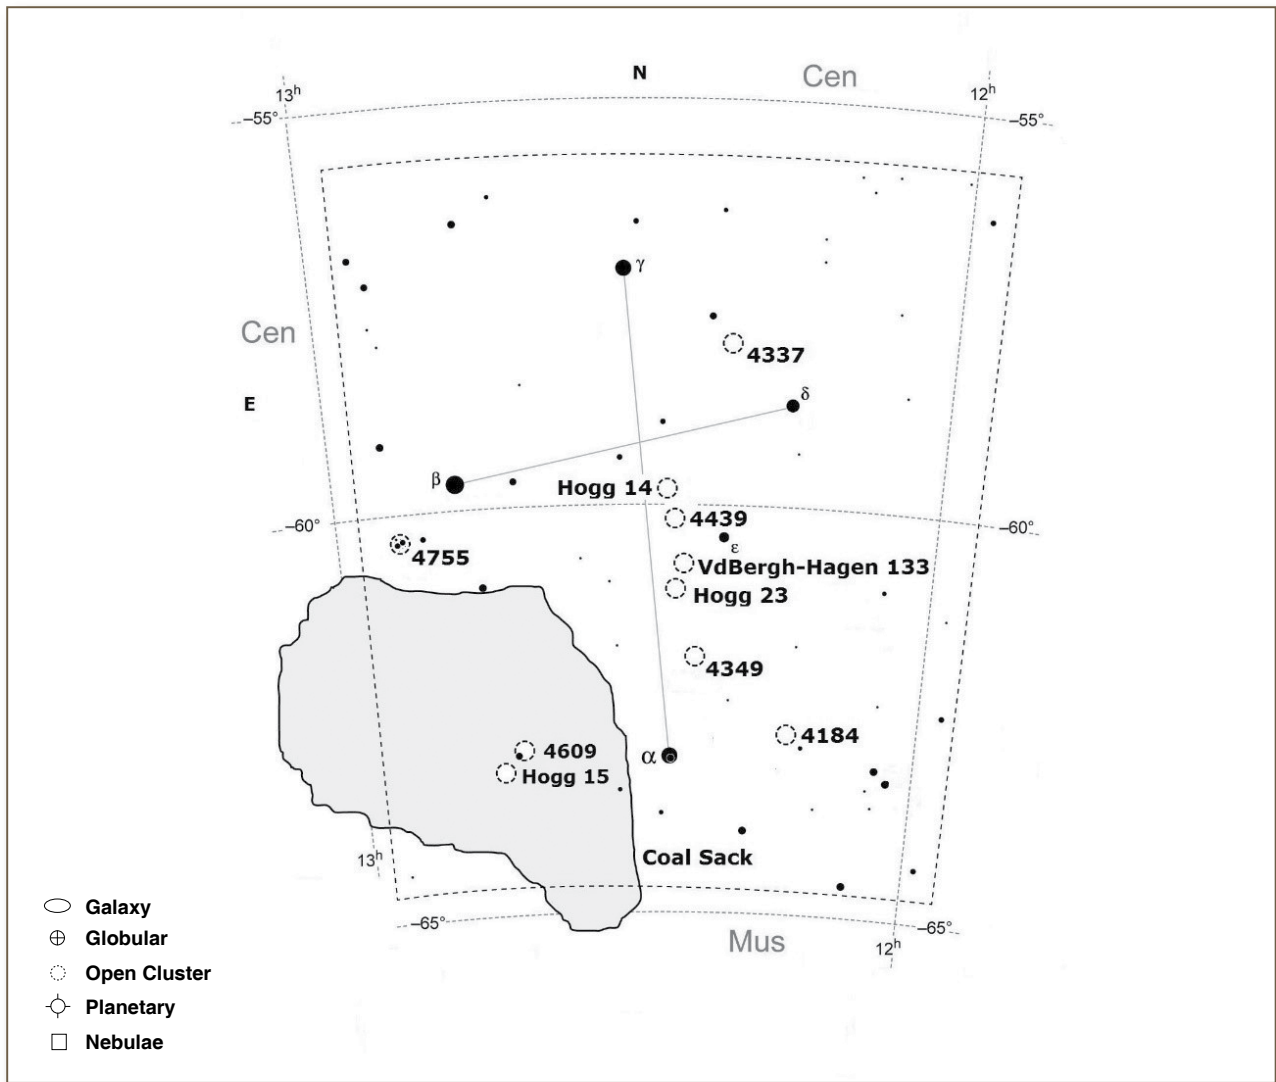 N
Cen
13h
12h
–55°
–55°
γ
Cen
4337
δ
E
β
Hogg 14
4439
–60°
–60°
ε
4755
VdBergh-Hagen 133
Hogg 23
4349
4184
4609
α
Hogg 15
Coal Sack
13h
Galaxy
–65°
–65°
Globular
Mus
12h
Open Cluster
Planetary
Nebulae